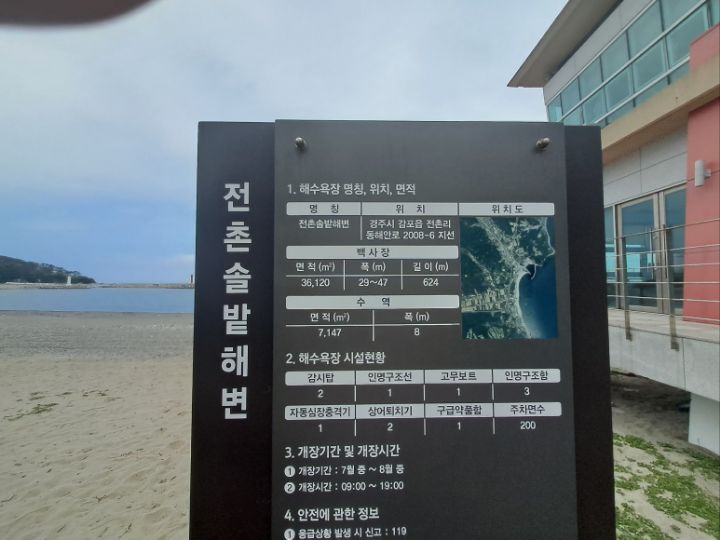 전촌솔밭해변
1. 해수욕장 명칭, 위치, 면적
명 칭 위 치 위 치 도
전촌솔밭해변 경주시 감포읍 전촌리
동해안로 2008-6 지선
백 사 장
면 적 (m²) 폭 (m) 길 이 (m)
36,120 29~47 624
수 역
면 적 (m²) 폭 (m)
7,147 8
2. 해수욕장 시설현황
감시탑 인명구조선 고무보트 인명구조함
2 1 1 3
자동심장충격기 상어퇴치기 구급약품함 주차면수
1 2 1 200
3. 개장기간 및 개장시간
❶ 개장기간 : 7월 중 ~ 8월 중
❷ 개장시간 : 09:00 ~ 19:00
4. 안전에 관한 정보
❶ 응급상황 발생 시 신고 : 119